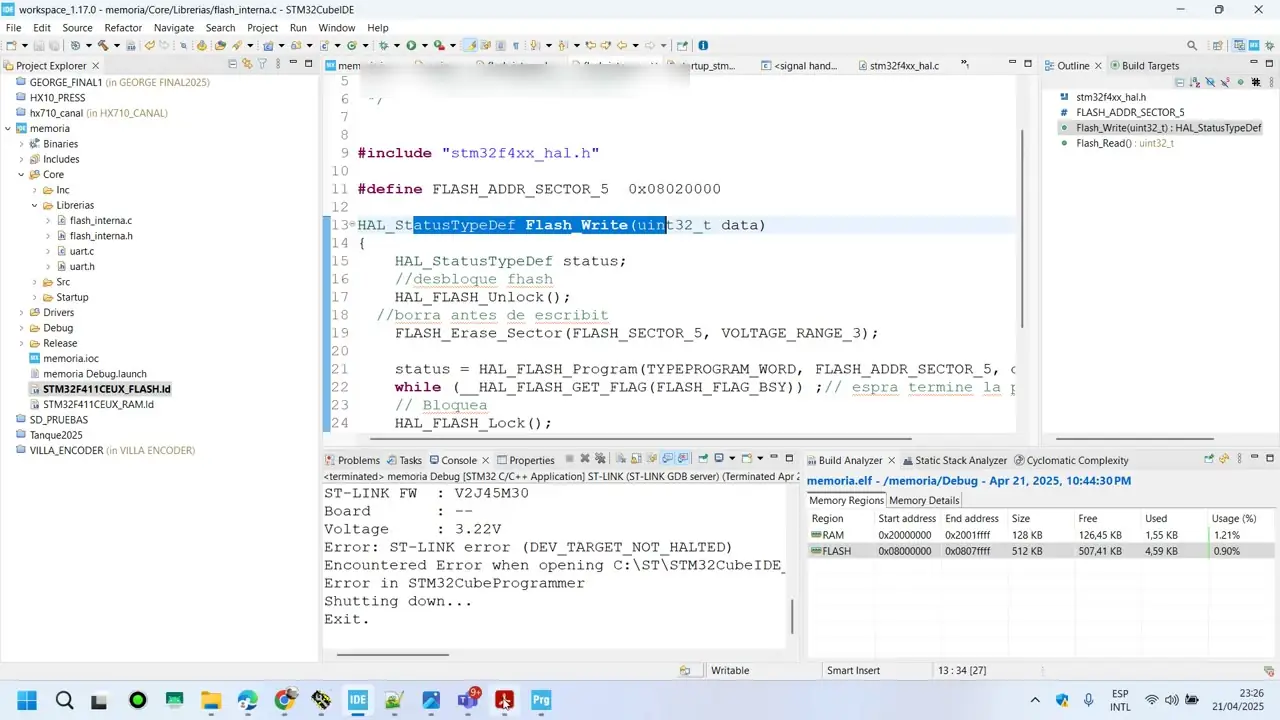 workspace_1.17.0 - memoria/Core/Librerias/flash_interna.c - STM32CubeIDE
File Edit Source Refactor Navigate Search Project Run Window Help
Project Explorer
GEORGE_FINAL1 (in GEORGE FINAL2025)
HX10_PRESS
hx710_canal (in HX710_CANAL)
memoria
Binaries
Includes
Core
Inc
Librerias
flash_interna.c
flash_interna.h
uart.c
uart.h
Src
Startup
Drivers
Debug
Release
memoria.ioc
memoria Debug.launch
STM32F411CEUX_FLASH.ld
STM32F411CEUX_RAM.ld
SD_PRUEBAS
Tanque2025
VILLA_ENCODER (in VILLA ENCODER)
<signal hand...
stm32f4xx_hal.c
5
6 */
7
8
9 #include "stm32f4xx_hal.h"
10
11 #define FLASH_ADDR_SECTOR_5 0x08020000
12
13 HAL_StatusTypeDef Flash_Write(uint32_t data)
14 {
15 HAL_StatusTypeDef status;
16 //desbloque fhash
17 HAL_FLASH_Unlock();
18 //borra antes de escribit
19 FLASH_Erase_Sector(FLASH_SECTOR_5, VOLTAGE_RANGE_3);
20
21 status = HAL_FLASH_Program(TYPEPROGRAM_WORD, FLASH_ADDR_SECTOR_5,
22 while (__HAL_FLASH_GET_FLAG(FLASH_FLAG_BSY)) ;// espra termine la p
23 // Bloquea
24 HAL_FLASH_Lock();
Outline Build Targets
stm32f4xx_hal.h
FLASH_ADDR_SECTOR_5
Flash_Write(uint32_t) : HAL_StatusTypeDef
Flash_Read() : uint32_t
Problems Tasks Console Properties
<terminated> memoria Debug [STM32 C/C++ Application] ST-LINK (ST-LINK GDB server) (Terminated Apr 2
ST-LINK FW : V2J45M30
Board : --
Voltage : 3.22V
Error: ST-LINK error (DEV_TARGET_NOT_HALTED)
Encountered Error when opening C:\ST\STM32CubeIDE_
Error in STM32CubeProgrammer
Shutting down...
Exit.
Build Analyzer Static Stack Analyzer Cyclomatic Complexity
memoria.elf - /memoria/Debug - Apr 21, 2025, 10:44:30 PM
Memory Regions Memory Details
Region Start address End address Size Free Used Usage (%)
RAM 0x20000000 0x2001ffff 128 KB 126,45 KB 1,55 KB 1.21%
FLASH 0x08000000 0x0807ffff 512 KB 507,41 KB 4,59 KB 0.90%
Writable Smart Insert 13 : 34 [27]
IDE
9+
Prg
ESP
INTL
23:26
21/04/2025